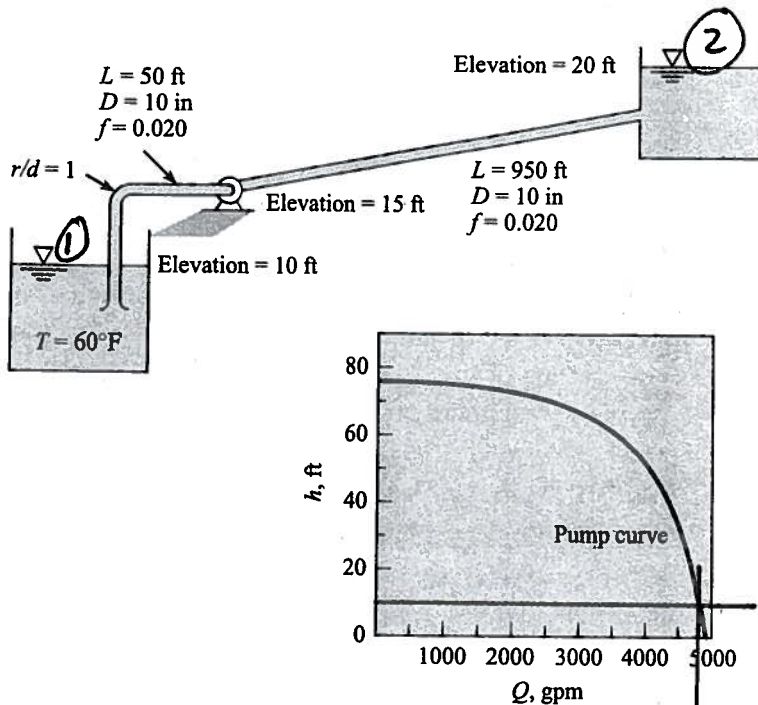 2
Elevation = 20 ft
L = 50 ft
D = 10 in
f = 0.020
r/d = 1
L = 950 ft
D = 10 in
f = 0.020
Elevation = 15 ft
1
Elevation = 10 ft
T = 60°F
80
60
h, ft
40
Pump curve
20
0
1000 2000 3000 4000 5000
Q, gpm